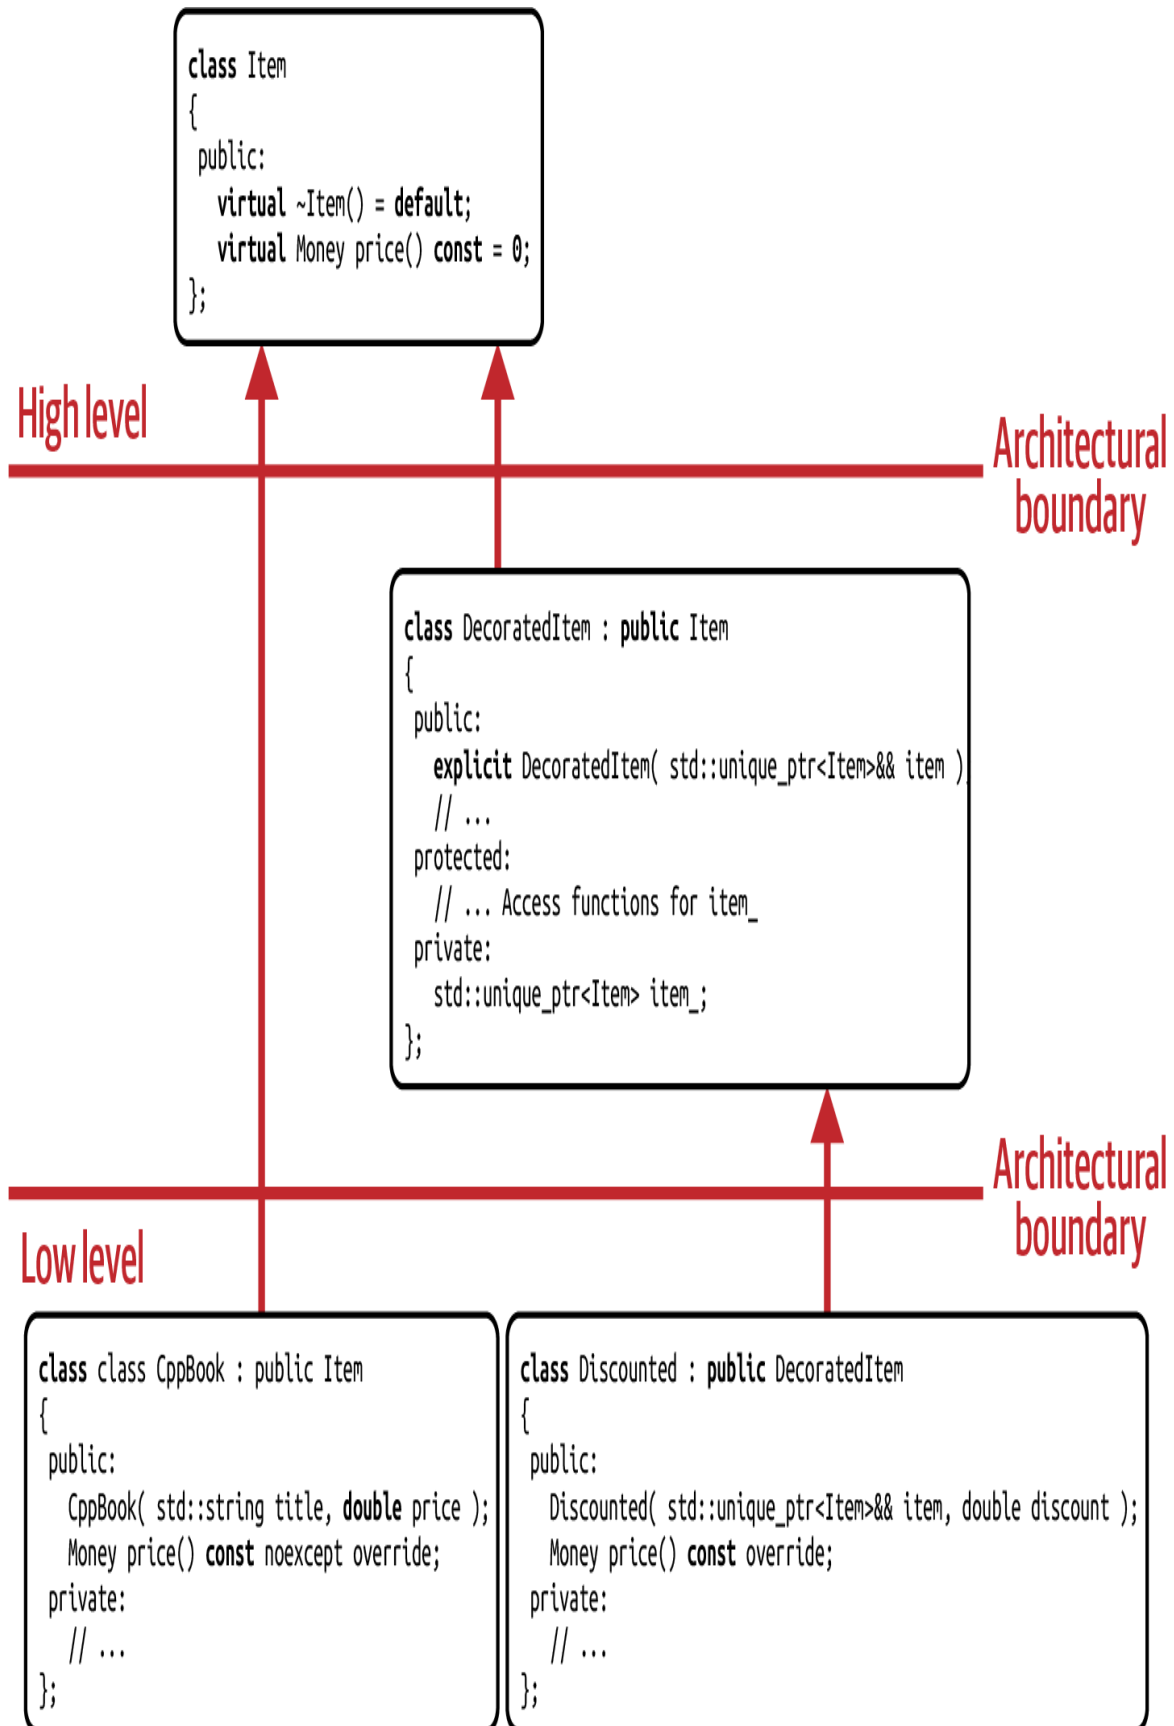 class Item
{
public:
virtual ~Item() = default;
virtual Money price() const = 0;
};
High level
Architectural
boundary
class DecoratedItem : public Item
{
public:
explicit DecoratedItem( std::unique_ptr<Item>&& item )
// ...
protected:
// ... Access functions for item_
private:
std::unique_ptr<Item> item_;
};
Architectural
boundary
Low level
class class CppBook : public Item
{
public:
CppBook( std::string title, double price );
Money price() const noexcept override;
private:
// ...
};
class Discounted : public DecoratedItem
{
public:
Discounted( std::unique_ptr<Item>&& item, double discount );
Money price() const override;
private:
// ...
};